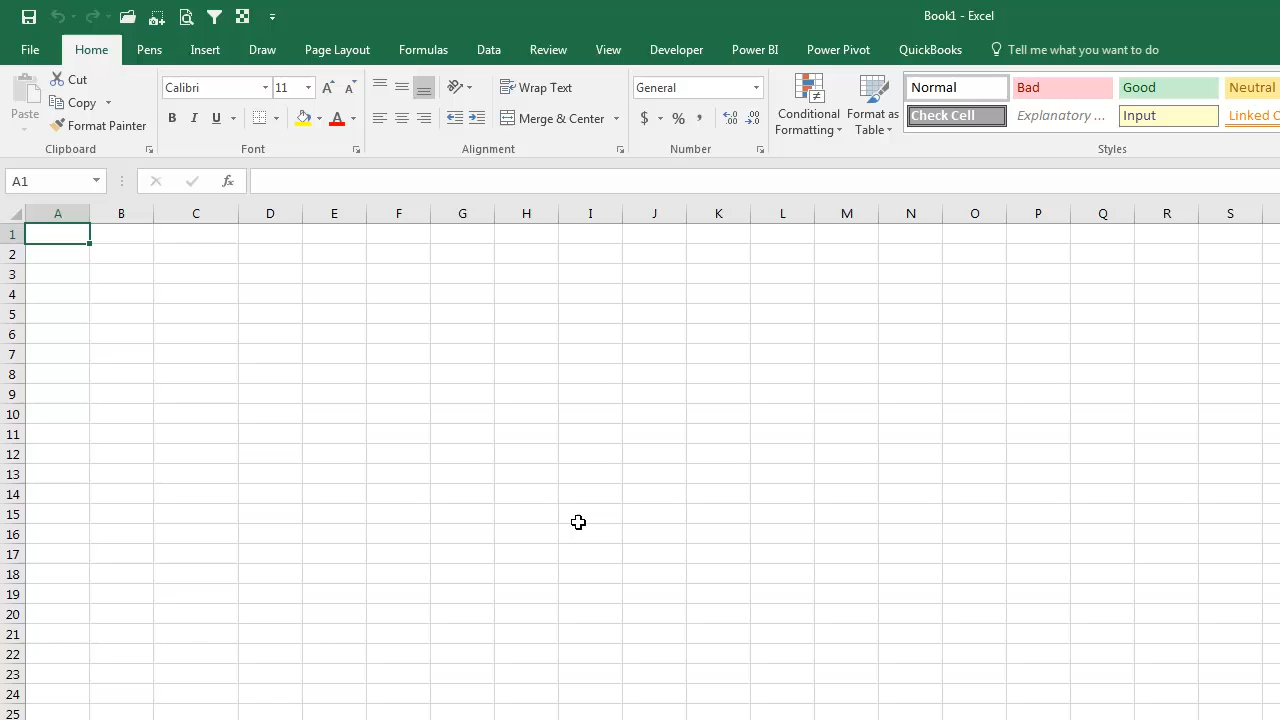 Book1 - Excel
File Home Pens Insert Draw Page Layout Formulas Data Review View Developer Power BI Power Pivot QuickBooks Tell me what you want to do
Paste
Cut
Copy
Format Painter
Clipboard
Calibri 11
B I U A
Font
Wrap Text
Merge & Center
Alignment
General
$ % ,
Number
Conditional Formatting
Format as Table
Normal Bad Good Neutral
Check Cell Explanatory ... Input Linked C
Styles
A1 fx
A B C D E F G H I J K L M N O P Q R S
1
2
3
4
5
6
7
8
9
10
11
12
13
14
15
16
17
18
19
20
21
22
23
24
25